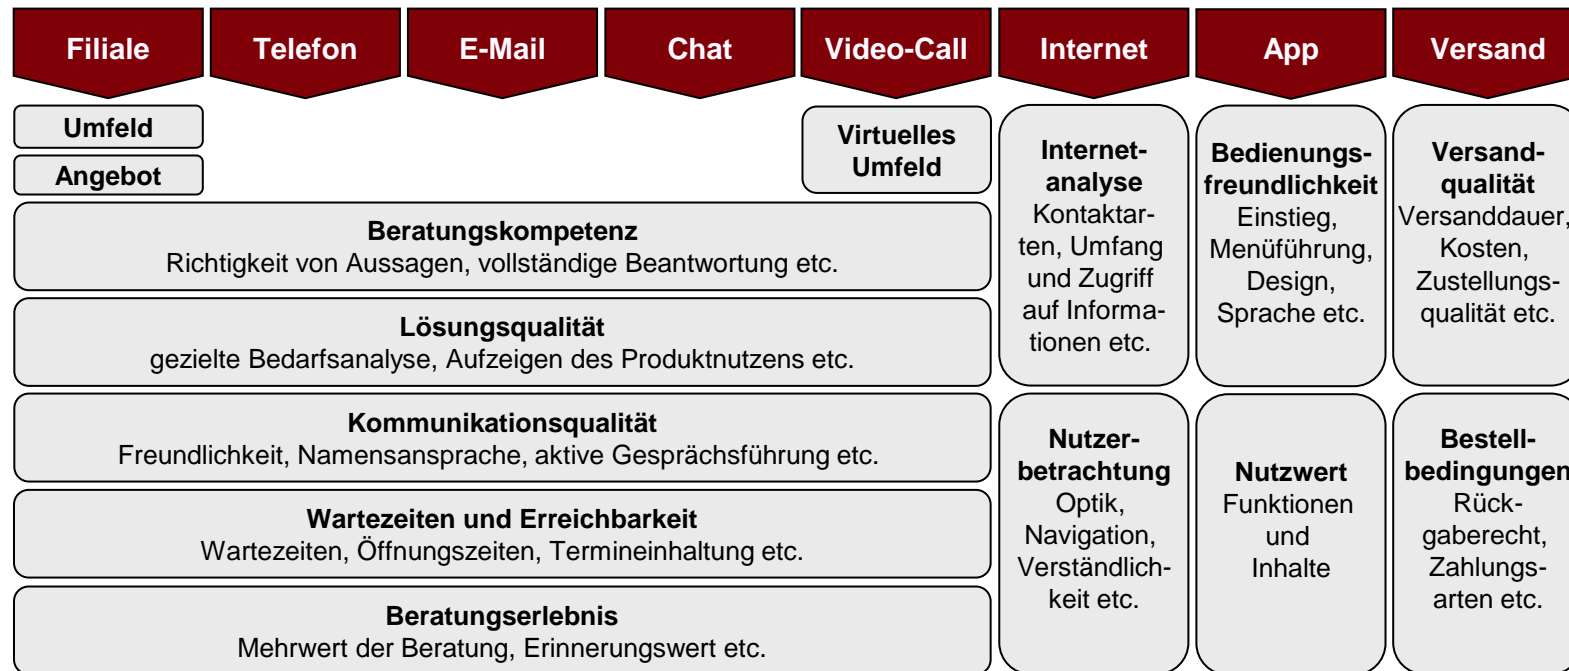 Filiale
Telefon
E-Mail
Chat
Video-Call
Internet
App
Versand
Umfeld
Angebot
Virtuelles
Umfeld
Beratungskompetenz
Richtigkeit von Aussagen, vollständige Beantwortung etc.
Lösungsqualität
gezielte Bedarfsanalyse, Aufzeigen des Produktnutzens etc.
Kommunikationsqualität
Freundlichkeit, Namensansprache, aktive Gesprächsführung etc.
Wartezeiten und Erreichbarkeit
Wartezeiten, Öffnungszeiten, Termineinhaltung etc.
Beratungserlebnis
Mehrwert der Beratung, Erinnerungswert etc.
Internet-
analyse
Kontaktar-
ten, Umfang
und Zugriff
auf Informa-
tionen etc.
Nutzer-
betrachtung
Optik,
Navigation,
Verständlich-
keit etc.
Bedienungs-
freundlichkeit
Einstieg,
Menüführung,
Design,
Sprache etc.
Nutzwert
Funktionen
und
Inhalte
Versand-
qualität
Versanddauer,
Kosten,
Zustellungs-
qualität etc.
Bestell-
bedingungen
Rück-
gaberecht,
Zahlungs-
arten etc.